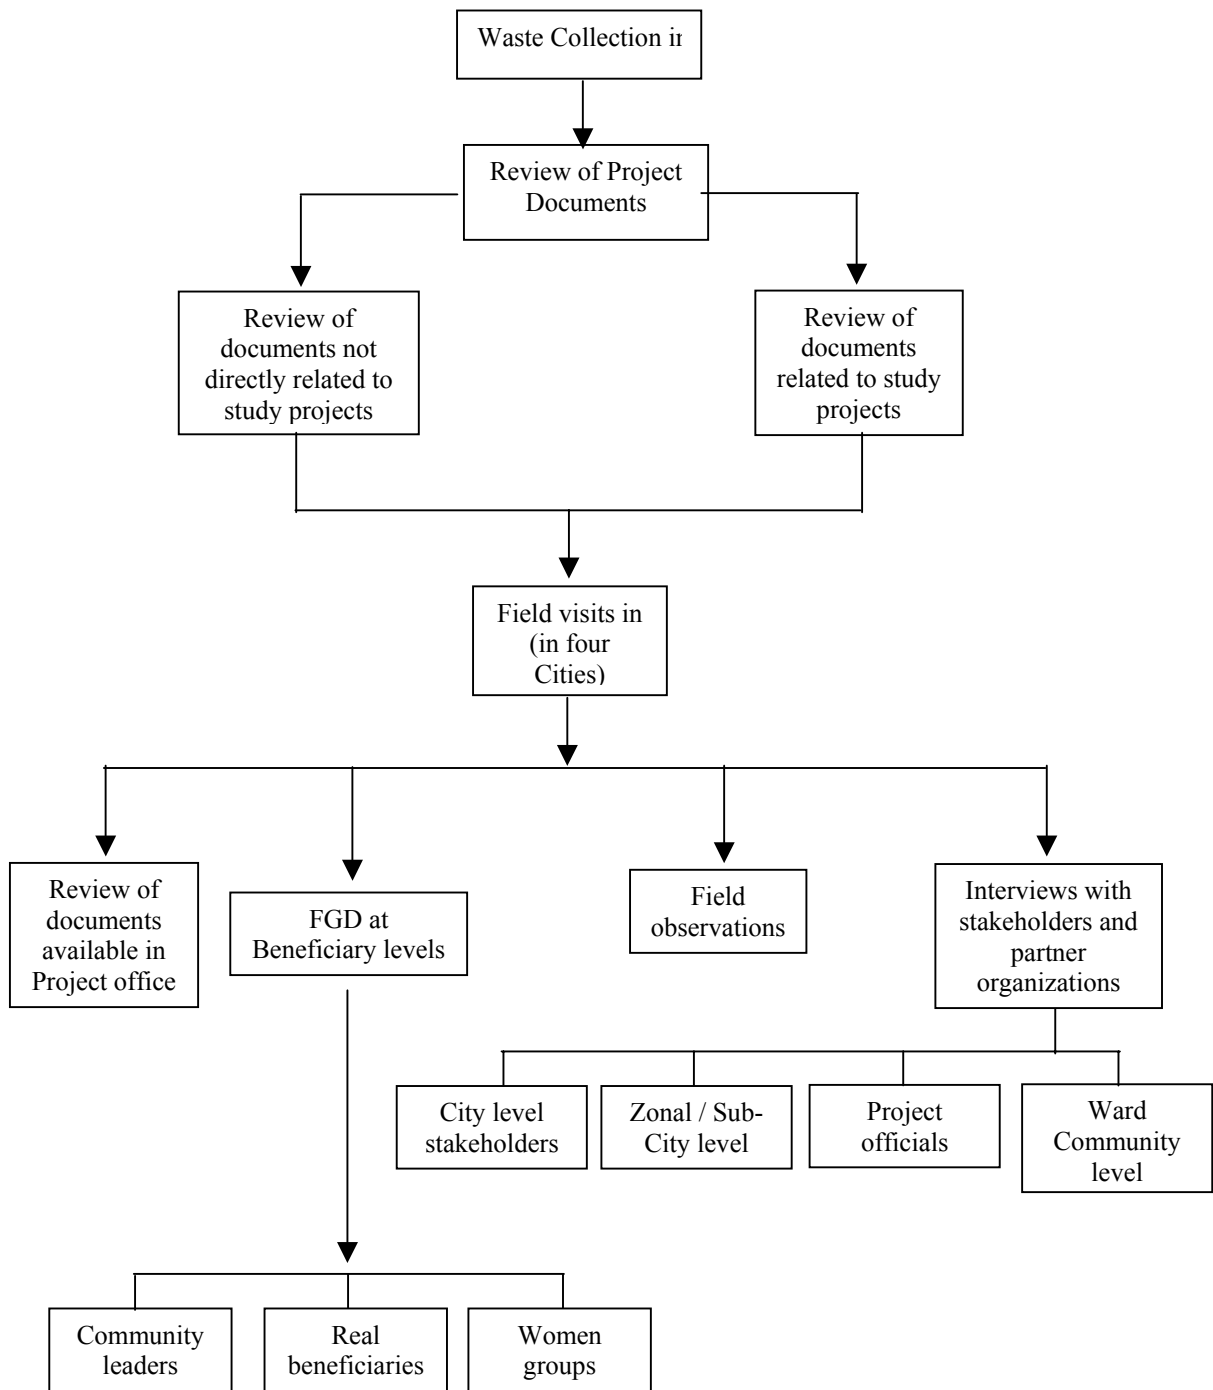 Waste Collection in
Review of Project
Documents
Review of
documents not
directly related to
study projects
Review of
documents
related to study
projects
Field visits in
(in four
Cities)
Review of
documents
available in
Project office
FGD at
Beneficiary levels
Field
observations
Interviews with
stakeholders and
partner
organizations
City level
stakeholders
Zonal / Sub-
City level
Project
officials
Ward
Community
level
Community
leaders
Real
beneficiaries
Women
groups